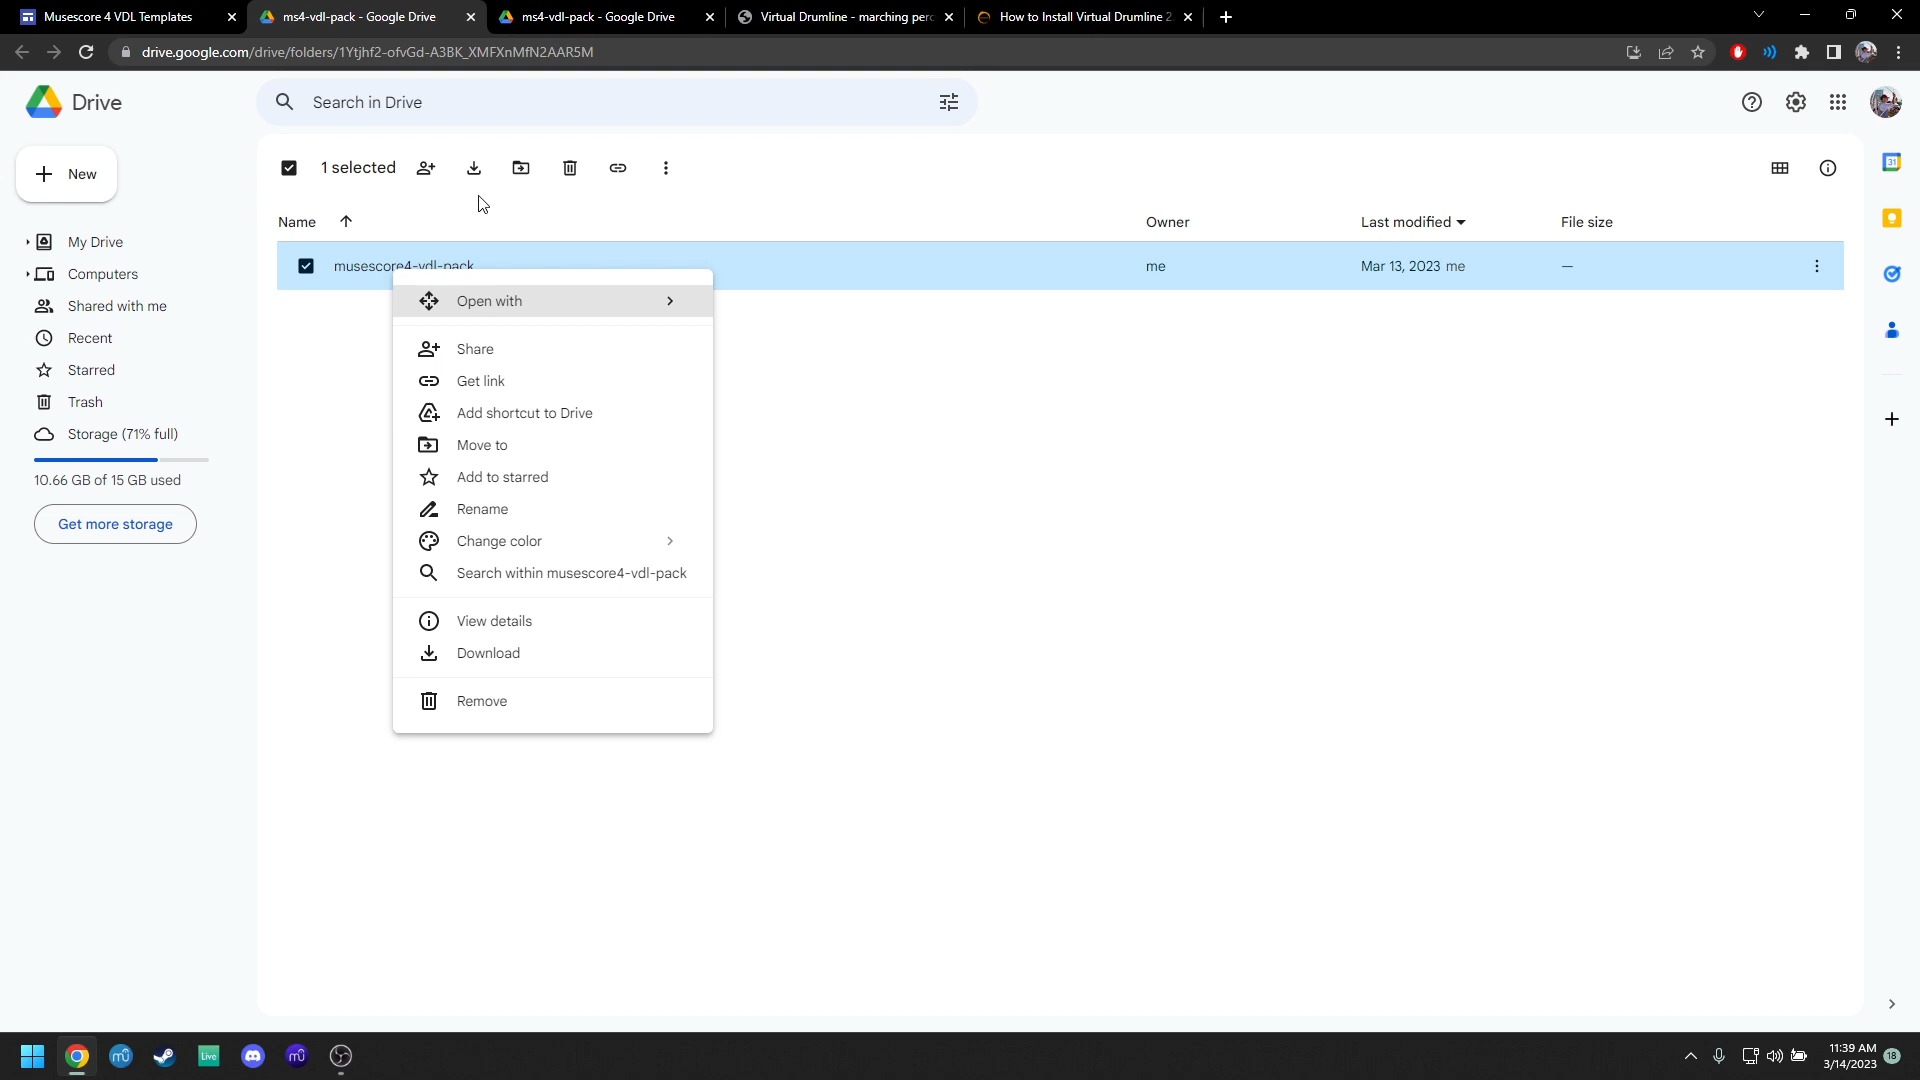 Musescore 4 VDL Templates
ms4-vdl-pack - Google Drive
ms4-vdl-pack - Google Drive
Virtual Drumline - marching perc
How to Install Virtual Drumline 2
drive.google.com/drive/folders/1Ytjhf2-ofvGd-A3BK_XMFXnMfN2AAR5M
Drive
Search in Drive
New
1 selected
Name
Owner
Last modified
File size
My Drive
musescore4-vdl-pack
me
Mar 13, 2023 me
—
Computers
Shared with me
Recent
Starred
Trash
Storage (71% full)
10.66 GB of 15 GB used
Get more storage
Open with
Share
Get link
Add shortcut to Drive
Move to
Add to starred
Rename
Change color
Search within musescore4-vdl-pack
View details
Download
Remove
31
Live
11:39 AM
3/14/2023
18